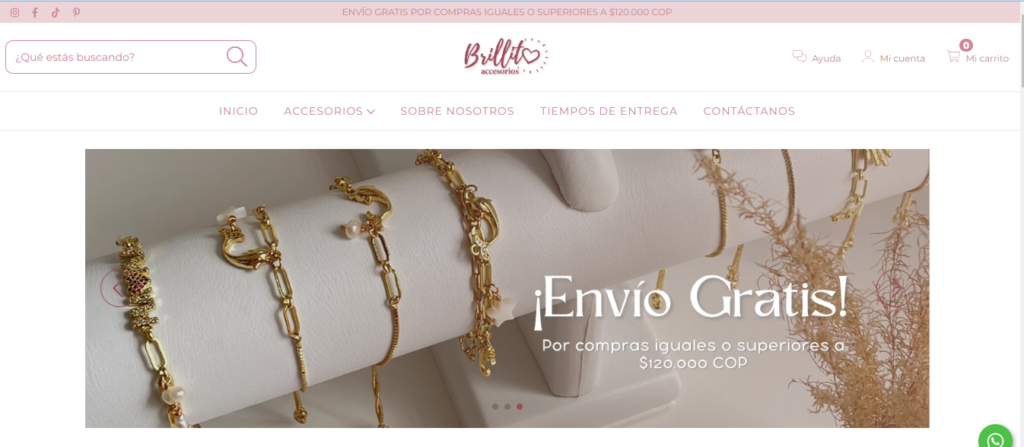 ENVÍO GRATIS POR COMPRAS IGUALES O SUPERIORES A $120.000 COP
¿Qué estás buscando?
Brillito
accesorios
Ayuda
Mi cuenta
0
Mi carrito
INICIO
ACCESORIOS
SOBRE NOSOTROS
TIEMPOS DE ENTREGA
CONTÁCTANOS
¡Envío Gratis!
Por compras iguales o superiores a
$120.000 COP